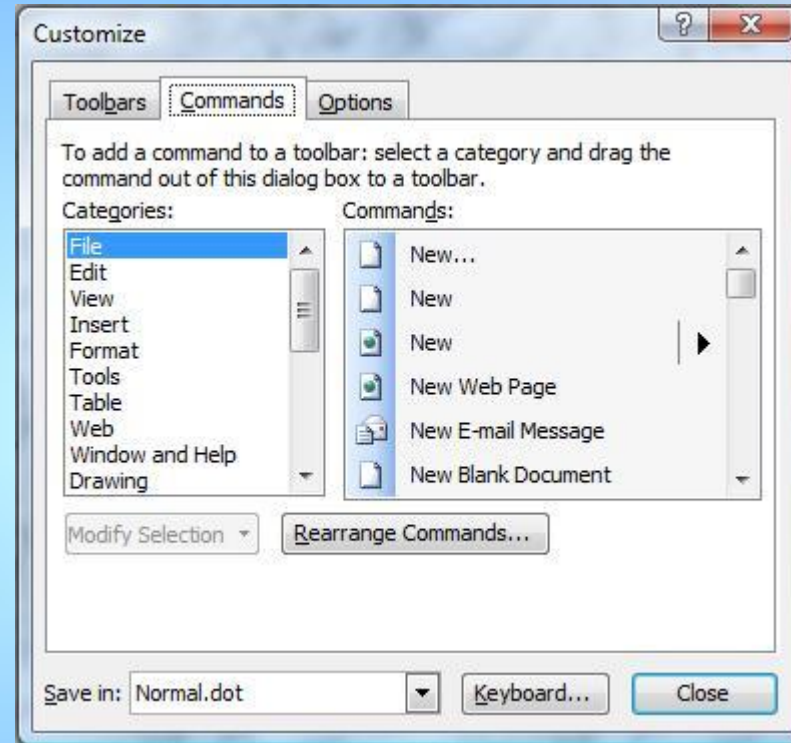 Customize
Toolbars Commands Options
To add a command to a toolbar: select a category and drag the
command out of this dialog box to a toolbar.
Categories:
File
Edit
View
Insert
Format
Tools
Table
Web
Window and Help
Drawing
Commands:
New...
New
New
New Web Page
New E-mail Message
New Blank Document
Modify Selection Rearrange Commands...
Save in: Normal.dot Keyboard... Close